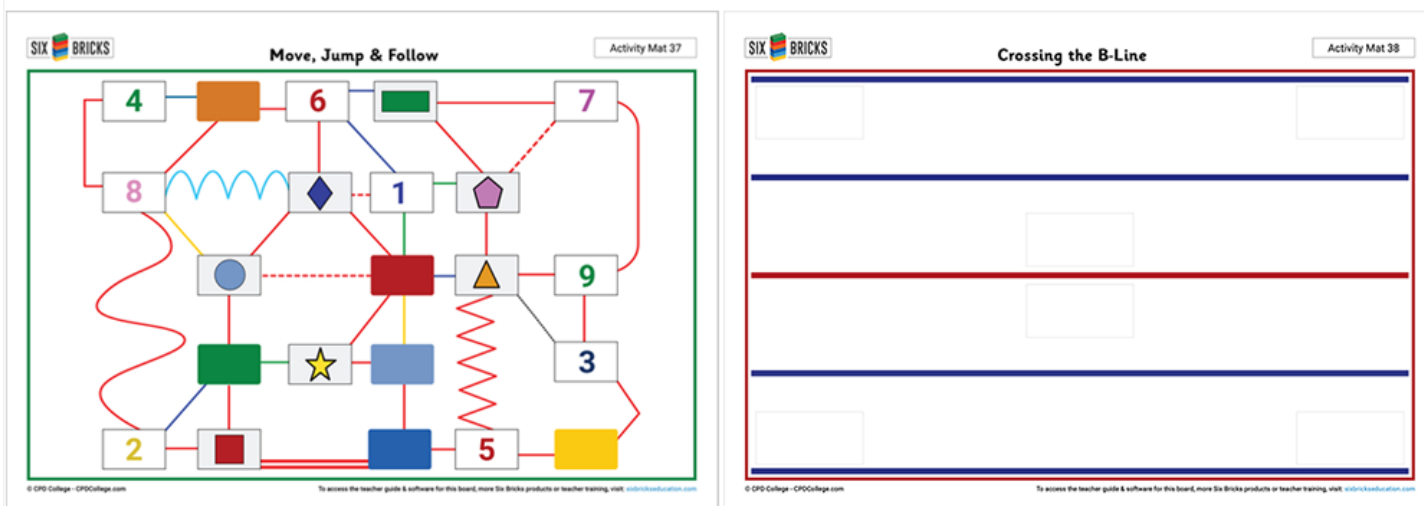 SIX BRICKS
Move, Jump & Follow
Activity Mat 37
4
6
7
8
1
9
3
2
5
© CPD College - CPDCollege.com
To access the teacher guide & software for this board, more Six Bricks products or teacher training, visit: sixbrickseducation.com
SIX BRICKS
Crossing the B-Line
Activity Mat 38
© CPD College - CPDCollege.com
To access the teacher guide & software for this board, more Six Bricks products or teacher training, visit: sixbrickseducation.com